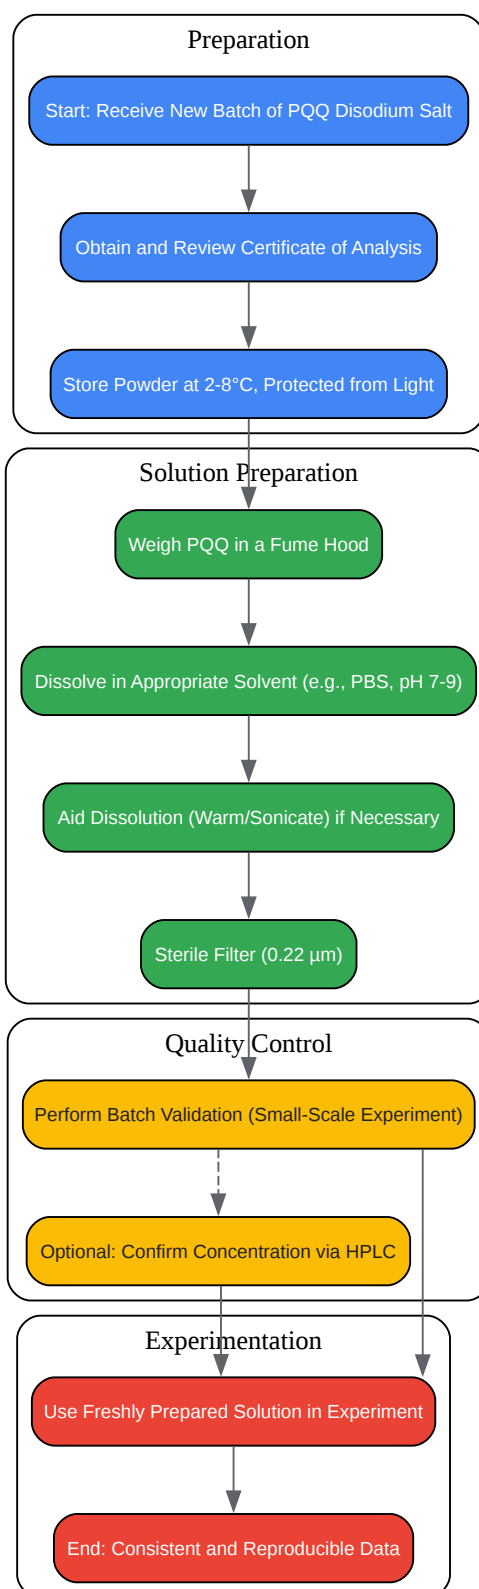 Preparation
Start: Receive New Batch of PQQ Disodium Salt
Obtain and Review Certificate of Analysis
Store Powder at 2-8°C, Protected from Light
Solution Preparation
Weigh PQQ in a Fume Hood
Dissolve in Appropriate Solvent (e.g., PBS, pH 7-9)
Aid Dissolution (Warm/Sonicate) if Necessary
Sterile Filter (0.22 µm)
Quality Control
Perform Batch Validation (Small-Scale Experiment)
Optional: Confirm Concentration via HPLC
Experimentation
Use Freshly Prepared Solution in Experiment
End: Consistent and Reproducible Data